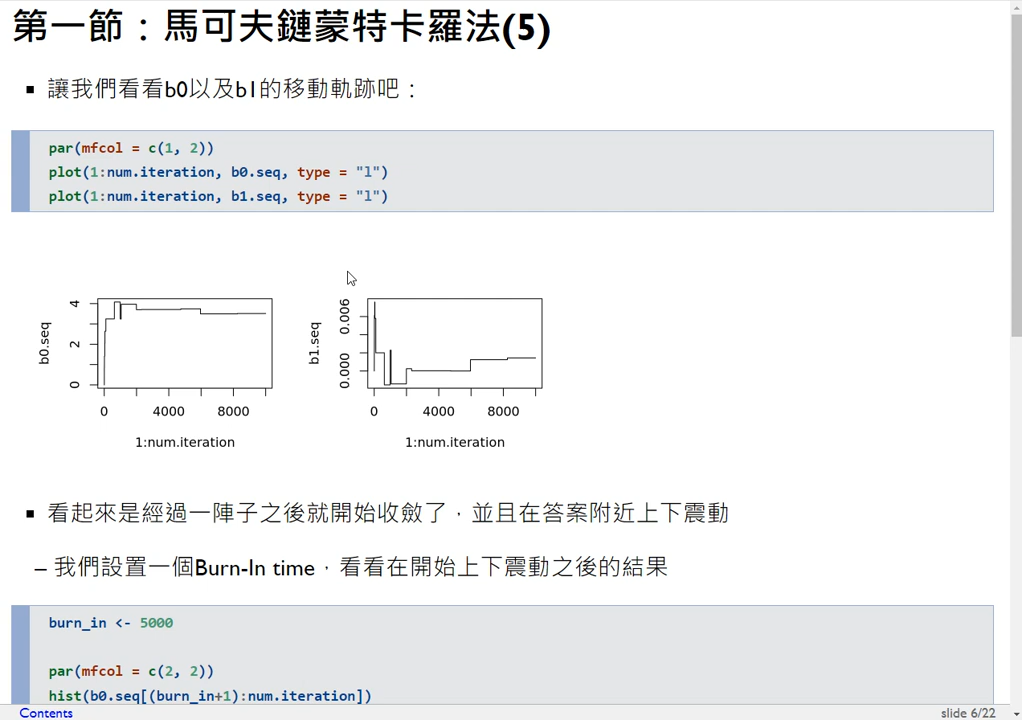 第一節：馬可夫鏈蒙特卡羅法(5)
▪ 讓我們看看b0以及b1的移動軌跡吧：
par(mfcol = c(1, 2))
plot(1:num.iteration, b0.seq, type = "l")
plot(1:num.iteration, b1.seq, type = "l")
b0.seq
4
2
0
0 4000 8000
1:num.iteration
b1.seq
0.006
0.000
0 4000 8000
1:num.iteration
▪ 看起來是經過一陣子之後就開始收斂了，並且在答案附近上下震動
– 我們設置一個Burn-In time，看看在開始上下震動之後的結果
burn_in <- 5000
par(mfcol = c(2, 2))
hist(b0.seq[(burn_in+1):num.iteration])
Contents
slide 6/22